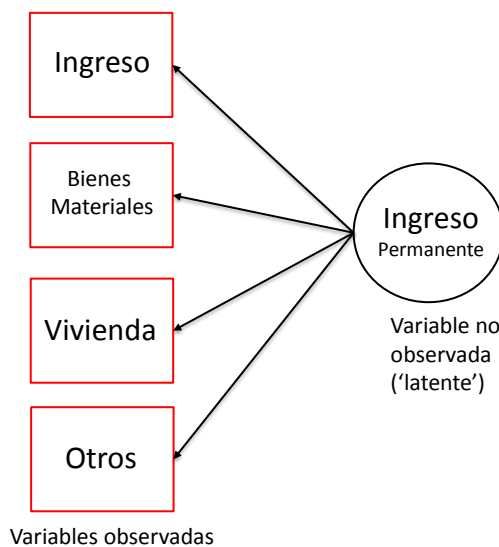 Ingreso
Bienes
Materiales
Vivienda
Otros
Variables observadas
Ingreso
Permanente
Variable no
observada
(‘latente’)